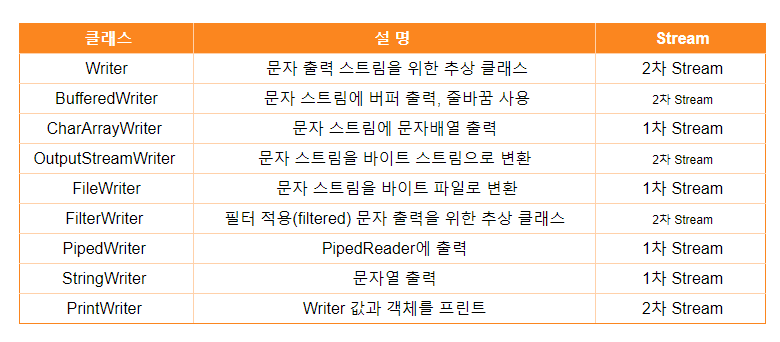 클래스 설 명 Stream
Writer 문자 출력 스트림을 위한 추상 클래스 2차 Stream
BufferedWriter 문자 스트림에 버퍼 출력, 줄바꿈 사용 2차 Stream
CharArrayWriter 문자 스트림에 문자배열 출력 1차 Stream
OutputStreamWriter 문자 스트림을 바이트 스트림으로 변환 2차 Stream
FileWriter 문자 스트림을 바이트 파일로 변환 1차 Stream
FilterWriter 필터 적용(filtered) 문자 출력을 위한 추상 클래스 2차 Stream
PipedWriter PipedReader에 출력 1차 Stream
StringWriter 문자열 출력 1차 Stream
PrintWriter Writer 값과 객체를 프린트 2차 Stream